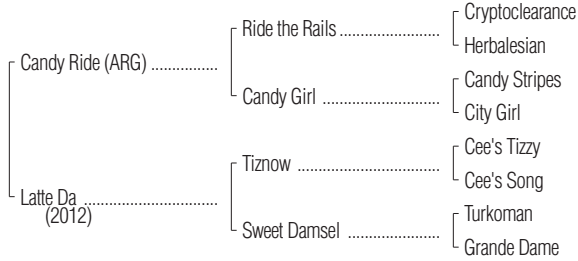 Cryptoclearance
Ride the Rails ........................
Herbalesian
Candy Ride (ARG) ................
Candy Stripes
Candy Girl ............................
City Girl
Cee's Tizzy
Tiznow ..................................
Cee's Song
Latte Da ................................
(2012)
Turkoman
Sweet Damsel ......................
Grande Dame